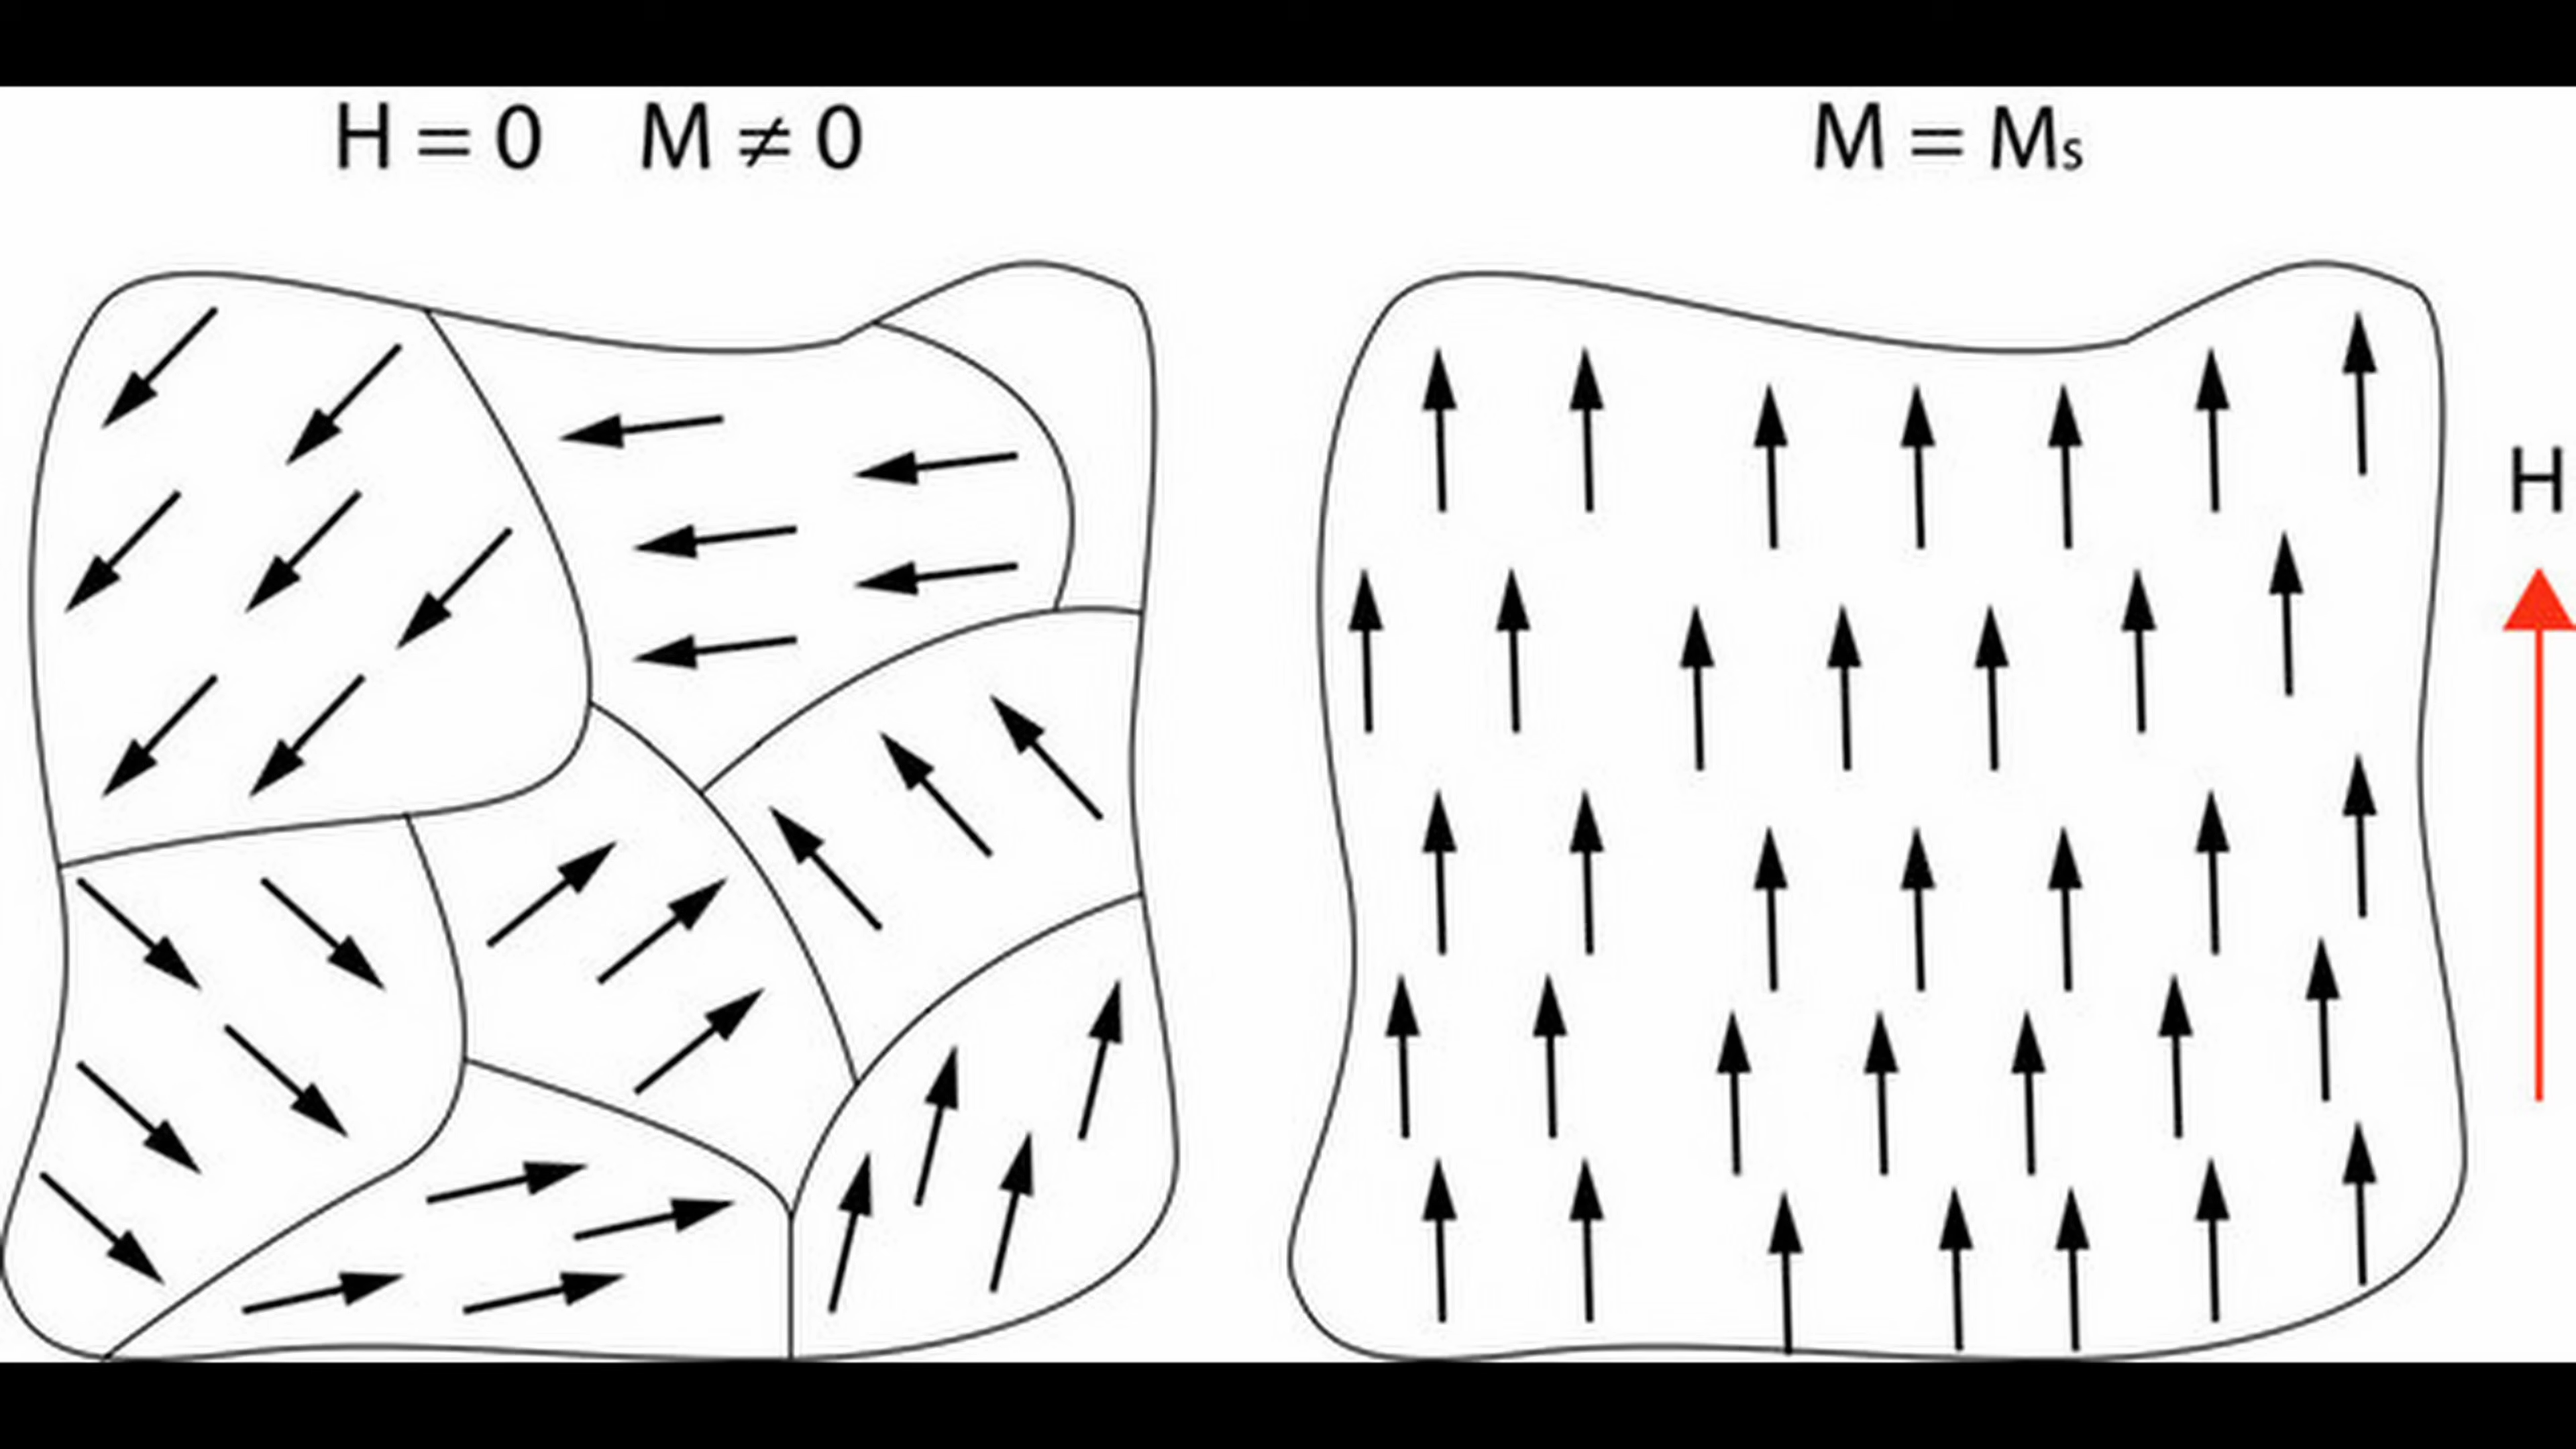 H = 0 M ≠ 0
M = Ms
H